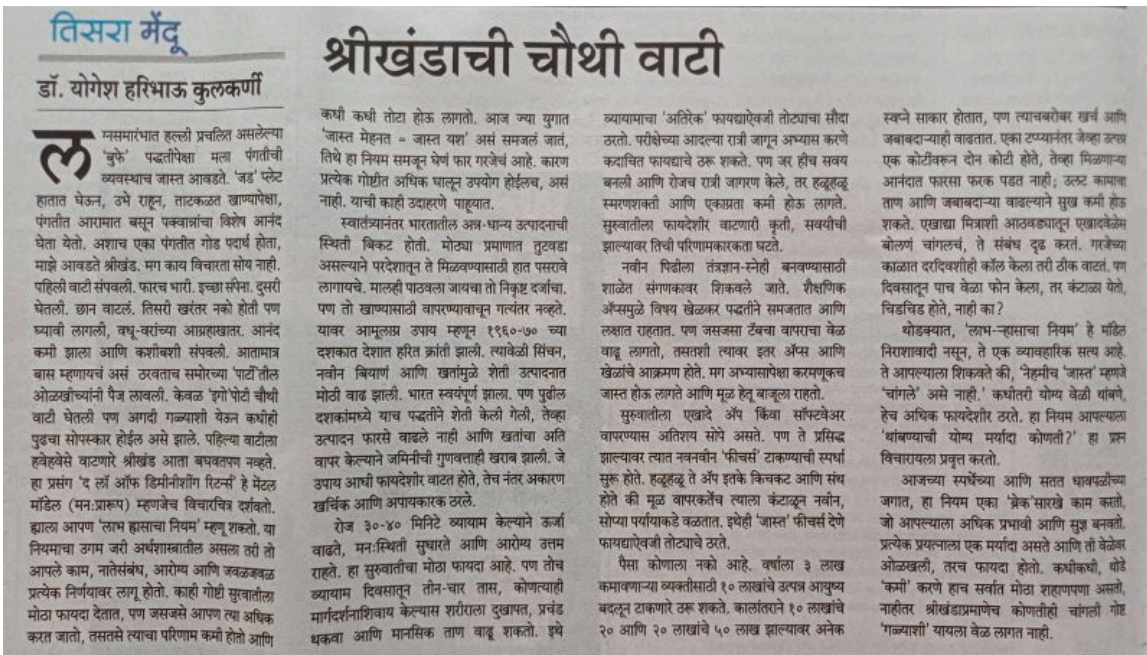 तिसरा मेंदू
डॉ. योगेश हरिभाऊ कुलकर्णी
श्रीखंडाची चौथी वाटी
लग्नसमारंभात हल्ली प्रचलित असलेल्या
'बुफे' पद्धतीपेक्षा मला पंगतीची
व्यवस्थाच जास्त आवडते. 'जड' प्लेट
हातात घेऊन, उभे राहून, ताटकळत खाण्यापेक्षा,
पंगतीत आरामात बसून पक्वान्नांचा विशेष आनंद
घेता येतो. अशाच एका पंगतीत गोड पदार्थ होता,
माझे आवडते श्रीखंड. मग काय विचारता सोय नाही.
पहिली वाटी संपवली. फारच भारी. इच्छा संपेना. दुसरी
घेतली. छान वाटलं. तिसरी खरंतर नको होती पण
घ्यावी लागली, वधू-वरांच्या आग्रहाखातर. आनंद
कमी झाला आणि कशीबशी संपवली. आतामात्र
बास म्हणायचं असं ठरवताच समोरच्या 'पार्टी'तील
ओळखीच्यांनी पैज लावली. केवळ 'इगो'पोटी चौथी
वाटी घेतली पण अगदी गळ्याशी येऊन कधीही
पुढचा सोपस्कार होईल असे झाले. पहिल्या वाटीला
हवेहवेसे वाटणारे श्रीखंड आता बघवतपण नव्हते.
हा प्रसंग 'द लॉ ऑफ डिमीनीशींग रिटर्न्स' हे मेंटल
मॉडेल (मन:प्रारूप) म्हणजेच विचारचित्र दर्शवतो.
ह्याला आपण 'लाभ ह्रासाचा नियम' म्हणू शकतो. या
नियमाचा उगम जरी अर्थशास्त्रातील असला तरी तो
आपले काम, नातेसंबंध, आरोग्य आणि जवळजवळ
प्रत्येक निर्णयावर लागू होतो. काही गोष्टी सुरवातीला
मोठा फायदा देतात, पण जसजसे आपण त्या अधिक
करत जातो, तसतसे त्याचा परिणाम कमी होतो आणि
कधी कधी तोटा होऊ लागतो. आज ज्या युगात
'जास्त मेहनत = जास्त यश' असं समजलं जातं,
तिथे हा नियम समजून घेणं फार गरजेचं आहे. कारण
प्रत्येक गोष्टीत अधिक घालून उपयोग होईलच, असं
नाही. याची काही उदाहरणे पाहूयात.
स्वातंत्र्यानंतर भारतातील अन्न-धान्य उत्पादनाची
स्थिती बिकट होती. मोठ्या प्रमाणात तुटवडा
असल्याने परदेशातून ते मिळवण्यासाठी हात पसरावे
लागायचे. मालही पाठवला जायचा तो निकृष्ट दर्जाचा.
पण तो खाण्यासाठी वापरण्यावाचून गत्यंतर नव्हते.
यावर आमूलाग्र उपाय म्हणून १९६०-७० च्या
दशकात देशात हरित क्रांती झाली. त्यावेळी सिंचन,
नवीन बियाणं आणि खतांमुळे शेती उत्पादनात
मोठी वाढ झाली. भारत स्वयंपूर्ण झाला. पण पुढील
दशकांमध्ये याच पद्धतीने शेती केली गेली, तेव्हा
उत्पादन फारसे वाढले नाही आणि खतांचा अति
वापर केल्याने जमिनीची गुणवत्ताही खराब झाली. जे
उपाय आधी फायदेशीर वाटत होते, तेच नंतर अकारण
खर्चिक आणि अपायकारक ठरले.
रोज ३०-४० मिनिटे व्यायाम केल्याने ऊर्जा
वाढते, मन:स्थिती सुधारते आणि आरोग्य उत्तम
राहते. हा सुरुवातीचा मोठा फायदा आहे. पण तोच
व्यायाम दिवसातून तीन-चार तास, कोणत्याही
मार्गदर्शनाशिवाय केल्यास शरीराला दुखापत, प्रचंड
थकवा आणि मानसिक ताण वाढू शकतो. इथे
व्यायामाचा 'अतिरेक' फायद्याऐवजी तोट्याचा सौदा
ठरतो. परीक्षेच्या आदल्या रात्री जागून अभ्यास करणे
कदाचित फायद्याचे ठरू शकते. पण जर हीच सवय
बनली आणि रोजच रात्री जागरण केले, तर हळूहळू
स्मरणशक्ती आणि एकाग्रता कमी होऊ लागते.
सुरुवातीला फायदेशीर वाटणारी कृती, सवयीची
झाल्यावर तिची परिणामकारकता घटते.
नवीन पिढीला तंत्रज्ञान-स्नेही बनवण्यासाठी
शाळेत संगणकावर शिकवले जाते. शैक्षणिक
ॲप्समुळे विषय खेळकर पद्धतीने समजतात आणि
लक्षात राहतात. पण जसजसा टॅबचा वापराचा वेळ
वाढू लागतो, तसतशी त्यावर इतर ॲप्स आणि
खेळांचे आक्रमण होते. मग अभ्यासापेक्षा करमणूकच
जास्त होऊ लागते आणि मूळ हेतू बाजूला राहतो.
सुरुवातीला एखादे ॲप किंवा सॉफ्टवेअर
वापरण्यास अतिशय सोपे असते. पण ते प्रसिद्ध
झाल्यावर त्यात नवनवीन 'फीचर्स' टाकण्याची स्पर्धा
सुरू होते. हळूहळू ते ॲप इतके किचकट आणि संथ
होते की मूळ वापरकर्तेच त्याला कंटाळून नवीन,
सोप्या पर्यायाकडे वळतात. इथेही 'जास्त' फीचर्स देणे
फायद्याऐवजी तोट्याचे ठरते.
पैसा कोणाला नको आहे. वर्षाला ३ लाख
कमावणाऱ्या व्यक्तीसाठी १० लाखांचे उत्पन्न आयुष्य
बदलून टाकणारे ठरू शकते. कालांतराने १० लाखांचे
२० आणि २० लाखांचे ५० लाख झाल्यावर अनेक
स्वप्ने साकार होतात, पण त्याचबरोबर खर्च आणि
जबाबदाऱ्याही वाढतात. एका टप्प्यानंतर जेव्हा उत्पन्न
एक कोटीवरून दोन कोटी होते, तेव्हा मिळणाऱ्या
आनंदात फारसा फरक पडत नाही; उलट कामाचा
ताण आणि जबाबदाऱ्या वाढल्याने सुख कमी होऊ
शकते. एखाद्या मित्राशी आठवड्यातून एखादवेळेस
बोलणं चांगलचं, ते संबंध दृढ करतं. गरजेच्या
काळात दरदिवशीही कॉल केला तरी ठीक वाटतं. पण
दिवसातून पाच वेळा फोन केला, तर कंटाळा येतो,
चिडचिड होते, नाही का?
थोडक्यात, 'लाभ-ऱ्हासाचा नियम' हे मॉडेल
निराशावादी नसून, ते एक व्यावहारिक सत्य आहे.
ते आपल्याला शिकवते की, 'नेहमीच 'जास्त' म्हणजे
'चांगले' असे नाही.' कधीतरी योग्य वेळी थांबणे,
हेच अधिक फायदेशीर ठरते. हा नियम आपल्याला
'थांबण्याची योग्य मर्यादा कोणती?' हा प्रश्न
विचारायला प्रवृत्त करतो.
आजच्या स्पर्धेच्या आणि सतत धावपळीच्या
जगात, हा नियम एका 'ब्रेक'सारखे काम करतो,
जो आपल्याला अधिक प्रभावी आणि सुज्ञ बनवतो.
प्रत्येक प्रयत्नाला एक मर्यादा असते आणि ती वेळेवर
ओळखली, तरच फायदा होतो. कधीकधी, थोडे
'कमी' करणे हाच सर्वात मोठा शहाणपणा असतो,
नाहीतर श्रीखंडाप्रमाणेच कोणतीही चांगली गोष्ट
'गळ्याशी' यायला वेळ लागत नाही.